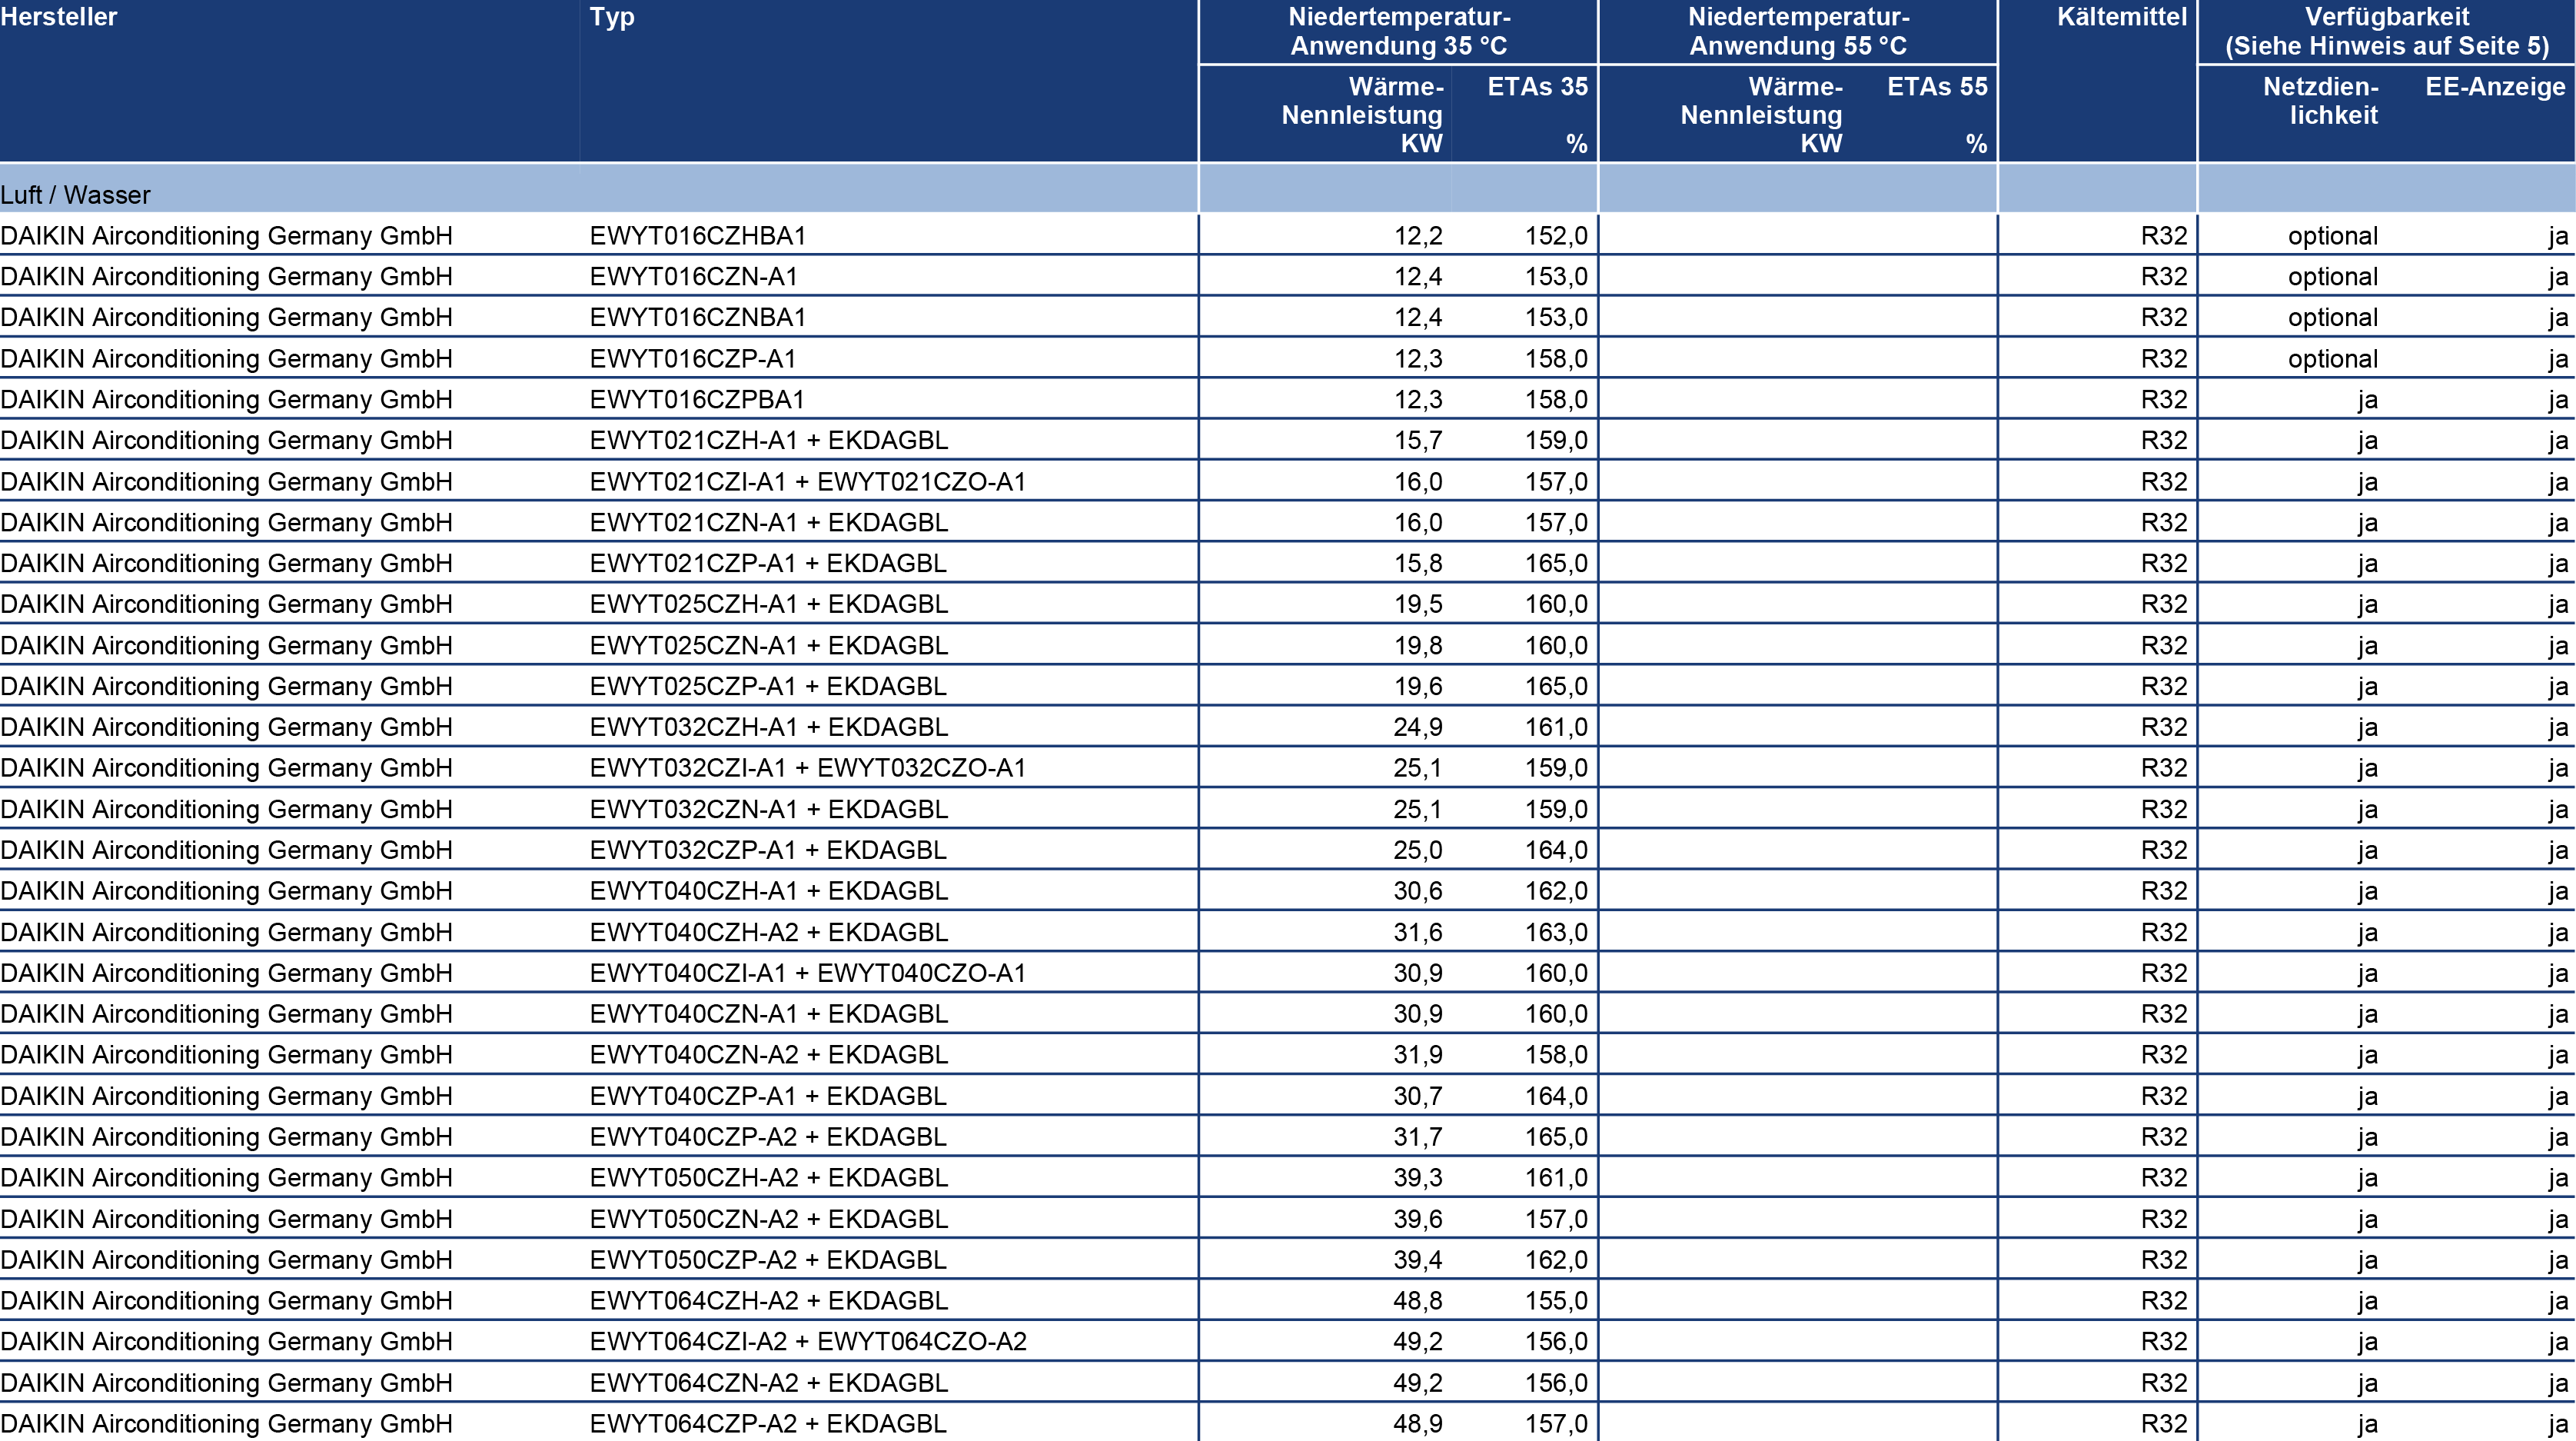 Hersteller Typ Niedertemperatur- Niedertemperatur- Kältemittel Verfügbarkeit
Anwendung 35 °C Anwendung 55 °C (Siehe Hinweis auf Seite 5)
Wärme- ETAs 35 Wärme- ETAs 55 Netzdien- EE-Anzeige
Nennleistung Nennleistung lichkeit
KW % KW %
Luft / Wasser
DAIKIN Airconditioning Germany GmbH EWYT016CZHBA1 12,2 152,0 R32 optional ja
DAIKIN Airconditioning Germany GmbH EWYT016CZN-A1 12,4 153,0 R32 optional ja
DAIKIN Airconditioning Germany GmbH EWYT016CZNBA1 12,4 153,0 R32 optional ja
DAIKIN Airconditioning Germany GmbH EWYT016CZP-A1 12,3 158,0 R32 optional ja
DAIKIN Airconditioning Germany GmbH EWYT016CZPBA1 12,3 158,0 R32 ja ja
DAIKIN Airconditioning Germany GmbH EWYT021CZH-A1 + EKDAGBL 15,7 159,0 R32 ja ja
DAIKIN Airconditioning Germany GmbH EWYT021CZI-A1 + EWYT021CZO-A1 16,0 157,0 R32 ja ja
DAIKIN Airconditioning Germany GmbH EWYT021CZN-A1 + EKDAGBL 16,0 157,0 R32 ja ja
DAIKIN Airconditioning Germany GmbH EWYT021CZP-A1 + EKDAGBL 15,8 165,0 R32 ja ja
DAIKIN Airconditioning Germany GmbH EWYT025CZH-A1 + EKDAGBL 19,5 160,0 R32 ja ja
DAIKIN Airconditioning Germany GmbH EWYT025CZN-A1 + EKDAGBL 19,8 160,0 R32 ja ja
DAIKIN Airconditioning Germany GmbH EWYT025CZP-A1 + EKDAGBL 19,6 165,0 R32 ja ja
DAIKIN Airconditioning Germany GmbH EWYT032CZH-A1 + EKDAGBL 24,9 161,0 R32 ja ja
DAIKIN Airconditioning Germany GmbH EWYT032CZI-A1 + EWYT032CZO-A1 25,1 159,0 R32 ja ja
DAIKIN Airconditioning Germany GmbH EWYT032CZN-A1 + EKDAGBL 25,1 159,0 R32 ja ja
DAIKIN Airconditioning Germany GmbH EWYT032CZP-A1 + EKDAGBL 25,0 164,0 R32 ja ja
DAIKIN Airconditioning Germany GmbH EWYT040CZH-A1 + EKDAGBL 30,6 162,0 R32 ja ja
DAIKIN Airconditioning Germany GmbH EWYT040CZH-A2 + EKDAGBL 31,6 163,0 R32 ja ja
DAIKIN Airconditioning Germany GmbH EWYT040CZI-A1 + EWYT040CZO-A1 30,9 160,0 R32 ja ja
DAIKIN Airconditioning Germany GmbH EWYT040CZN-A1 + EKDAGBL 30,9 160,0 R32 ja ja
DAIKIN Airconditioning Germany GmbH EWYT040CZN-A2 + EKDAGBL 31,9 158,0 R32 ja ja
DAIKIN Airconditioning Germany GmbH EWYT040CZP-A1 + EKDAGBL 30,7 164,0 R32 ja ja
DAIKIN Airconditioning Germany GmbH EWYT040CZP-A2 + EKDAGBL 31,7 165,0 R32 ja ja
DAIKIN Airconditioning Germany GmbH EWYT050CZH-A2 + EKDAGBL 39,3 161,0 R32 ja ja
DAIKIN Airconditioning Germany GmbH EWYT050CZN-A2 + EKDAGBL 39,6 157,0 R32 ja ja
DAIKIN Airconditioning Germany GmbH EWYT050CZP-A2 + EKDAGBL 39,4 162,0 R32 ja ja
DAIKIN Airconditioning Germany GmbH EWYT064CZH-A2 + EKDAGBL 48,8 155,0 R32 ja ja
DAIKIN Airconditioning Germany GmbH EWYT064CZI-A2 + EWYT064CZO-A2 49,2 156,0 R32 ja ja
DAIKIN Airconditioning Germany GmbH EWYT064CZN-A2 + EKDAGBL 49,2 156,0 R32 ja ja
DAIKIN Airconditioning Germany GmbH EWYT064CZP-A2 + EKDAGBL 48,9 157,0 R32 ja ja